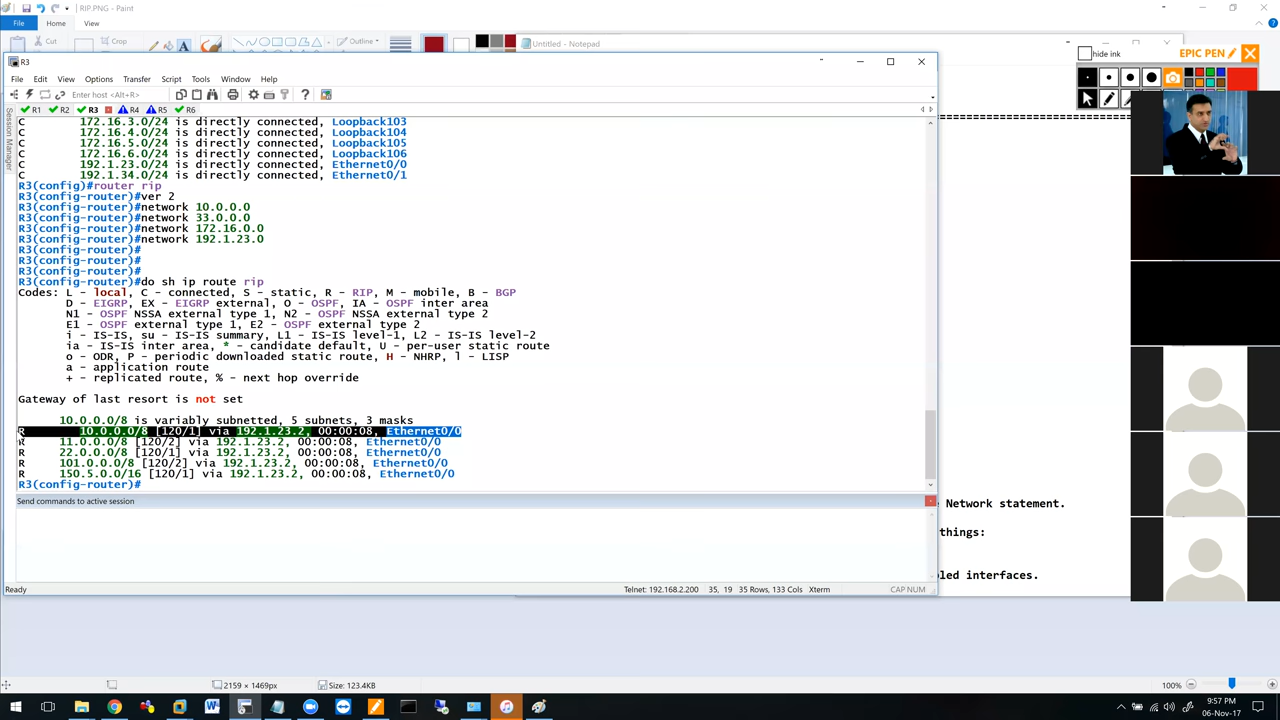 RIP.PNG - Paint
File Home View
Cut Crop Outline
Untitled - Notepad
hide ink
EPIC PEN
R3
File Edit View Options Transfer Script Tools Window Help
Enter host <Alt+R>
R1 R2 R3 R4 R5 R6
Session Manager
C 172.16.3.0/24 is directly connected, Loopback103
C 172.16.4.0/24 is directly connected, Loopback104
C 172.16.5.0/24 is directly connected, Loopback105
C 172.16.6.0/24 is directly connected, Loopback106
C 192.1.23.0/24 is directly connected, Ethernet0/0
C 192.1.34.0/24 is directly connected, Ethernet0/1
R3(config)#router rip
R3(config-router)#ver 2
R3(config-router)#network 10.0.0.0
R3(config-router)#network 33.0.0.0
R3(config-router)#network 172.16.0.0
R3(config-router)#network 192.1.23.0
R3(config-router)#
R3(config-router)#
R3(config-router)#
R3(config-router)#do sh ip route rip
Codes: L - local, C - connected, S - static, R - RIP, M - mobile, B - BGP
D - EIGRP, EX - EIGRP external, O - OSPF, IA - OSPF inter area
N1 - OSPF NSSA external type 1, N2 - OSPF NSSA external type 2
E1 - OSPF external type 1, E2 - OSPF external type 2
i - IS-IS, su - IS-IS summary, L1 - IS-IS level-1, L2 - IS-IS level-2
ia - IS-IS inter area, * - candidate default, U - per-user static route
o - ODR, P - periodic downloaded static route, H - NHRP, l - LISP
a - application route
+ - replicated route, % - next hop override
Gateway of last resort is not set
10.0.0.0/8 is variably subnetted, 5 subnets, 3 masks
R 10.0.0.0/8 [120/1] via 192.1.23.2, 00:00:08, Ethernet0/0
R 11.0.0.0/8 [120/2] via 192.1.23.2, 00:00:08, Ethernet0/0
R 22.0.0.0/8 [120/1] via 192.1.23.2, 00:00:08, Ethernet0/0
R 101.0.0.0/8 [120/2] via 192.1.23.2, 00:00:08, Ethernet0/0
R 150.5.0.0/16 [120/1] via 192.1.23.2, 00:00:08, Ethernet0/0
R3(config-router)#
Send commands to active session
Network statement.
things:
led interfaces.
Ready Telnet: 192.168.2.200 35, 19 35 Rows, 133 Cols Xterm CAP NUM
2159 × 1469px Size: 123.4KB 100%
9:57 PM
06-Nov-17